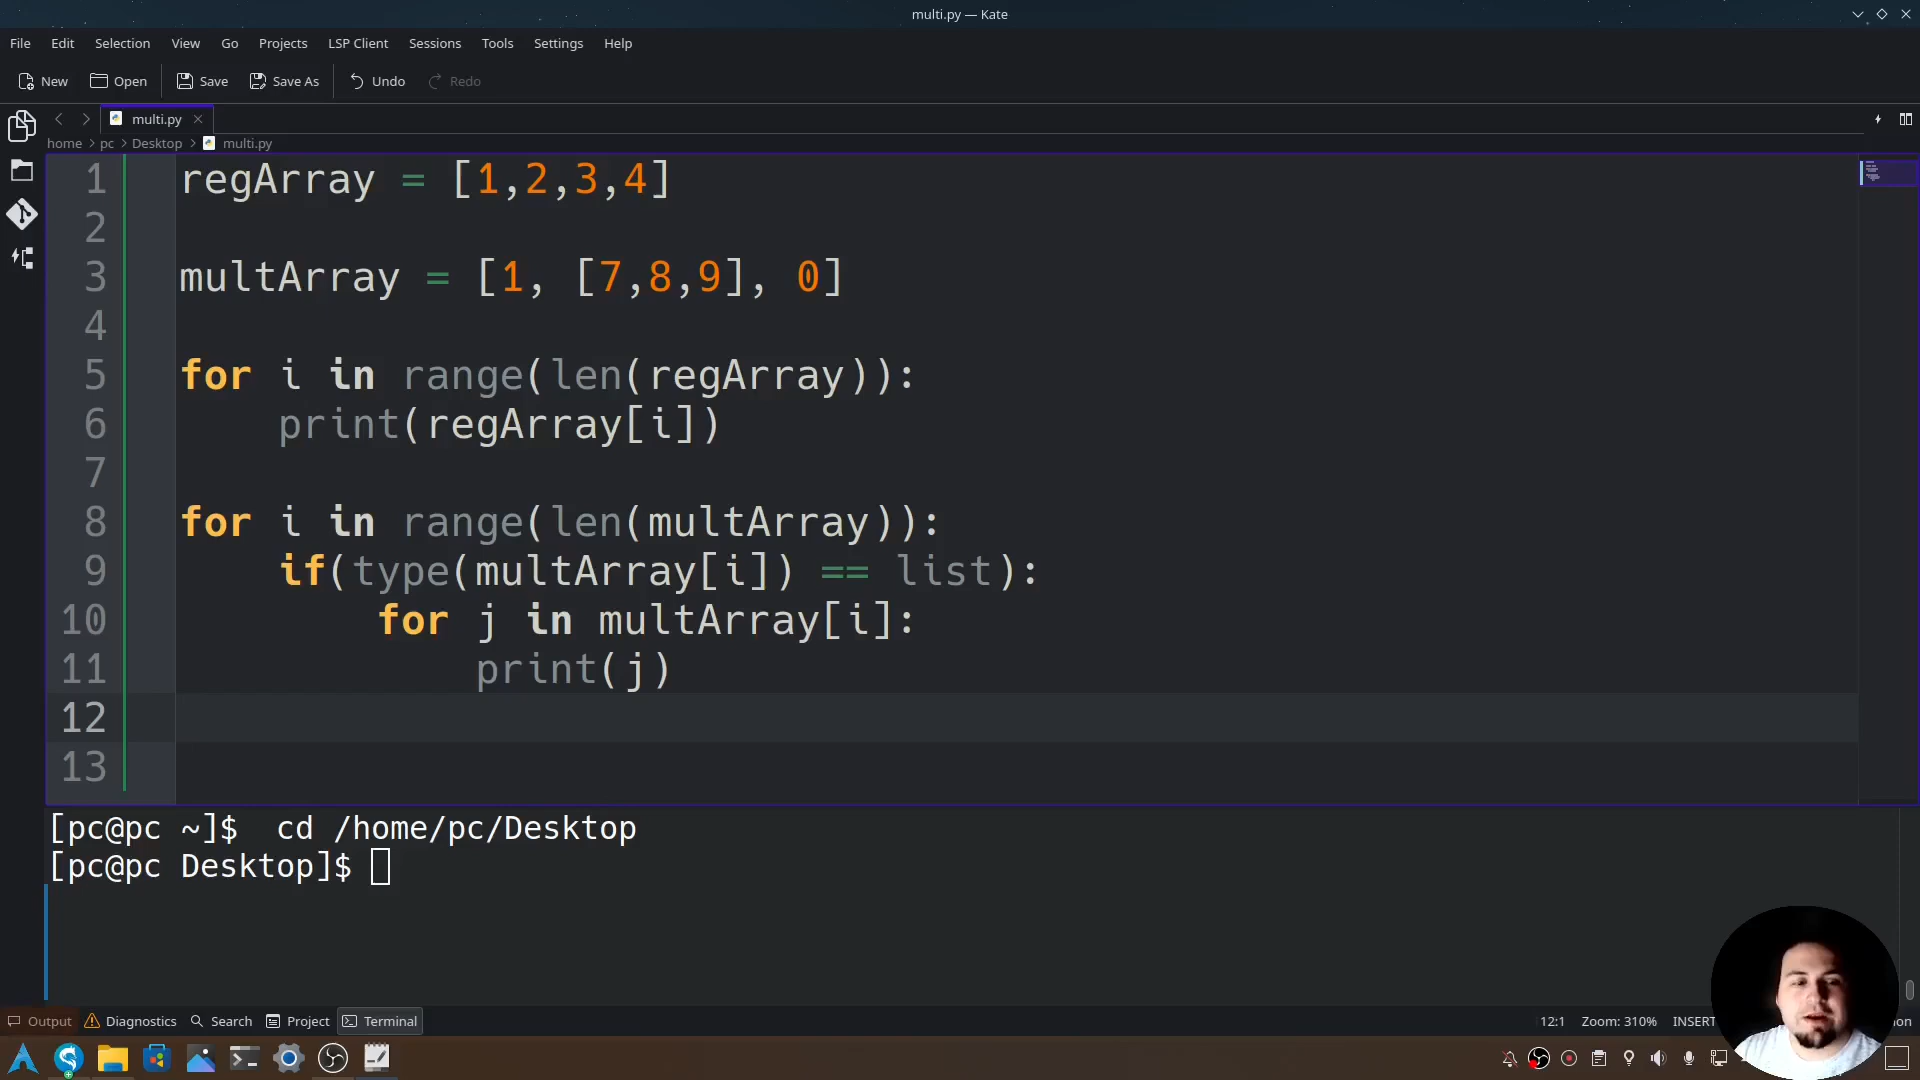 multi.py — Kate
File Edit Selection View Go Projects LSP Client Sessions Tools Settings Help
New Open Save Save As Undo Redo
multi.py
home > pc > Desktop > multi.py
1 regArray = [1,2,3,4]
2
3 multArray = [1, [7,8,9], 0]
4
5 for i in range(len(regArray)):
6 print(regArray[i])
7
8 for i in range(len(multArray)):
9 if(type(multArray[i]) == list):
10 for j in multArray[i]:
11 print(j)
12
13
[pc@pc ~]$  cd /home/pc/Desktop
[pc@pc Desktop]$
Output Diagnostics Search Project Terminal 12:1 Zoom: 310% INSERT